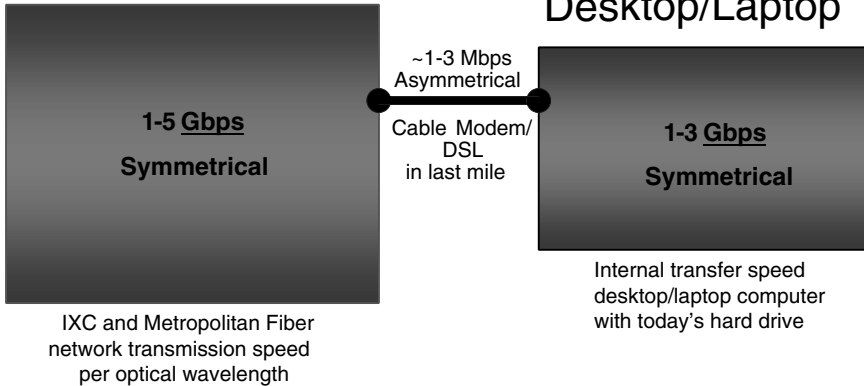 Desktop/Laptop
1-5 Gbps
Symmetrical
IXC and Metropolitan Fiber
network transmission speed
per optical wavelength
~1-3 Mbps
Asymmetrical
Cable Modem/
DSL
in last mile
1-3 Gbps
Symmetrical
Internal transfer speed
desktop/laptop computer
with today's hard drive